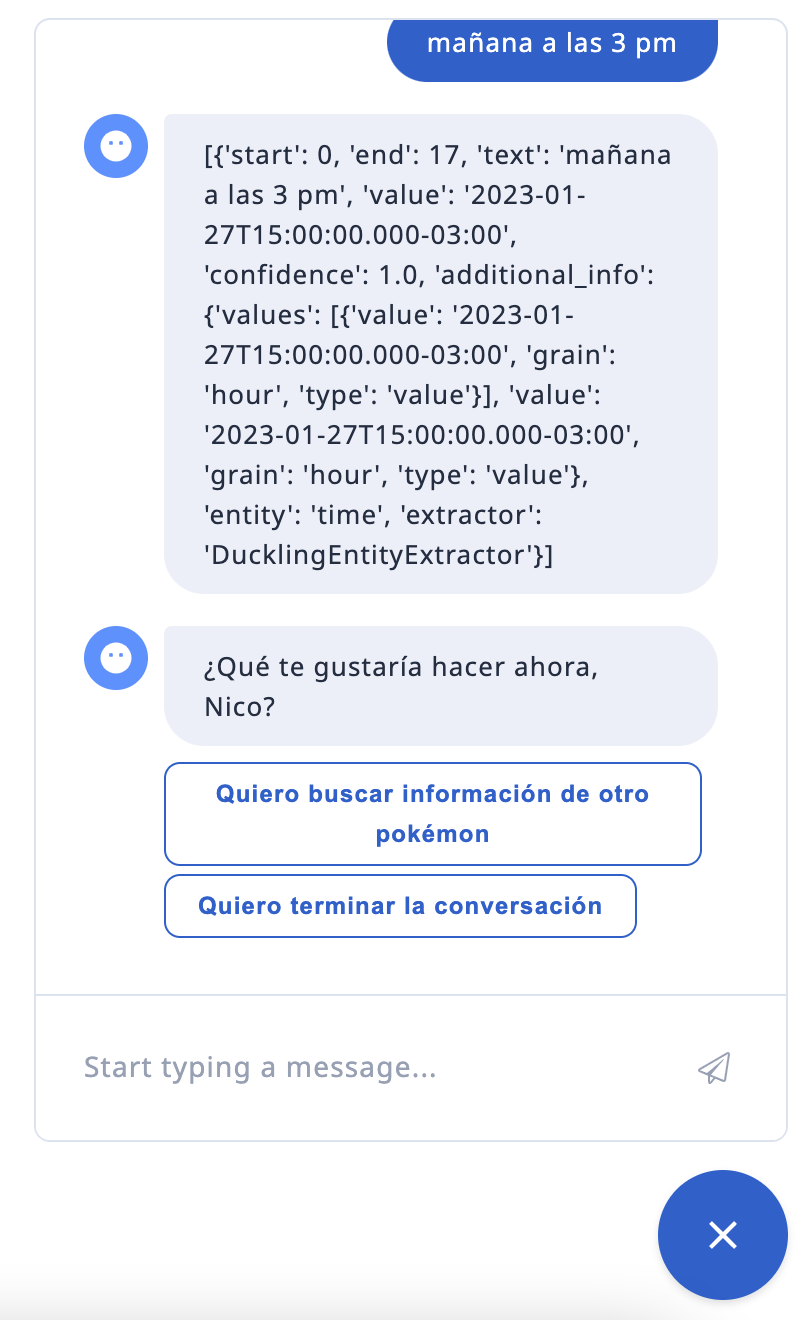 mañana a las 3 pm
[{'start': 0, 'end': 17, 'text': 'mañana
a las 3 pm', 'value': '2023-01-
27T15:00:00.000-03:00',
'confidence': 1.0, 'additional_info':
{'values': [{'value': '2023-01-
27T15:00:00.000-03:00', 'grain':
'hour', 'type': 'value'}], 'value':
'2023-01-27T15:00:00.000-03:00',
'grain': 'hour', 'type': 'value'},
'entity': 'time', 'extractor':
'DucklingEntityExtractor'}]
¿Qué te gustaría hacer ahora,
Nico?
Quiero buscar información de otro
pokémon
Quiero terminar la conversación
Start typing a message...